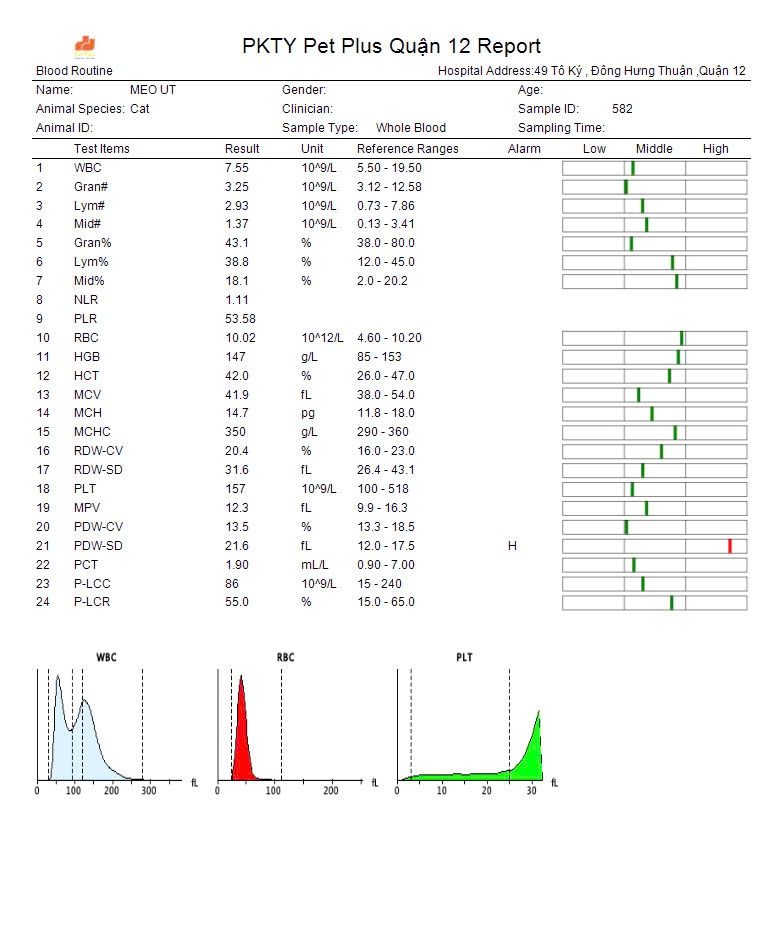 PKTY Pet Plus Quận 12 Report
Blood Routine Hospital Address:49 Tô Ký , Đông Hưng Thuận ,Quận 12
Name: MEO UT Gender: Age:
Animal Species: Cat Clinician: Sample ID: 582
Animal ID: Sample Type: Whole Blood Sampling Time:
Test Items Result Unit Reference Ranges Alarm Low Middle High
1 WBC 7.55 10^9/L 5.50 - 19.50
2 Gran# 3.25 10^9/L 3.12 - 12.58
3 Lym# 2.93 10^9/L 0.73 - 7.86
4 Mid# 1.37 10^9/L 0.13 - 3.41
5 Gran% 43.1 % 38.0 - 80.0
6 Lym% 38.8 % 12.0 - 45.0
7 Mid% 18.1 % 2.0 - 20.2
8 NLR 1.11
9 PLR 53.58
10 RBC 10.02 10^12/L 4.60 - 10.20
11 HGB 147 g/L 85 - 153
12 HCT 42.0 % 26.0 - 47.0
13 MCV 41.9 fL 38.0 - 54.0
14 MCH 14.7 pg 11.8 - 18.0
15 MCHC 350 g/L 290 - 360
16 RDW-CV 20.4 % 16.0 - 23.0
17 RDW-SD 31.6 fL 26.4 - 43.1
18 PLT 157 10^9/L 100 - 518
19 MPV 12.3 fL 9.9 - 16.3
20 PDW-CV 13.5 % 13.3 - 18.5
21 PDW-SD 21.6 fL 12.0 - 17.5 H
22 PCT 1.90 mL/L 0.90 - 7.00
23 P-LCC 86 10^9/L 15 - 240
24 P-LCR 55.0 % 15.0 - 65.0
WBC RBC PLT
0 100 200 300 fL 0 100 200 fL 0 10 20 30 fL